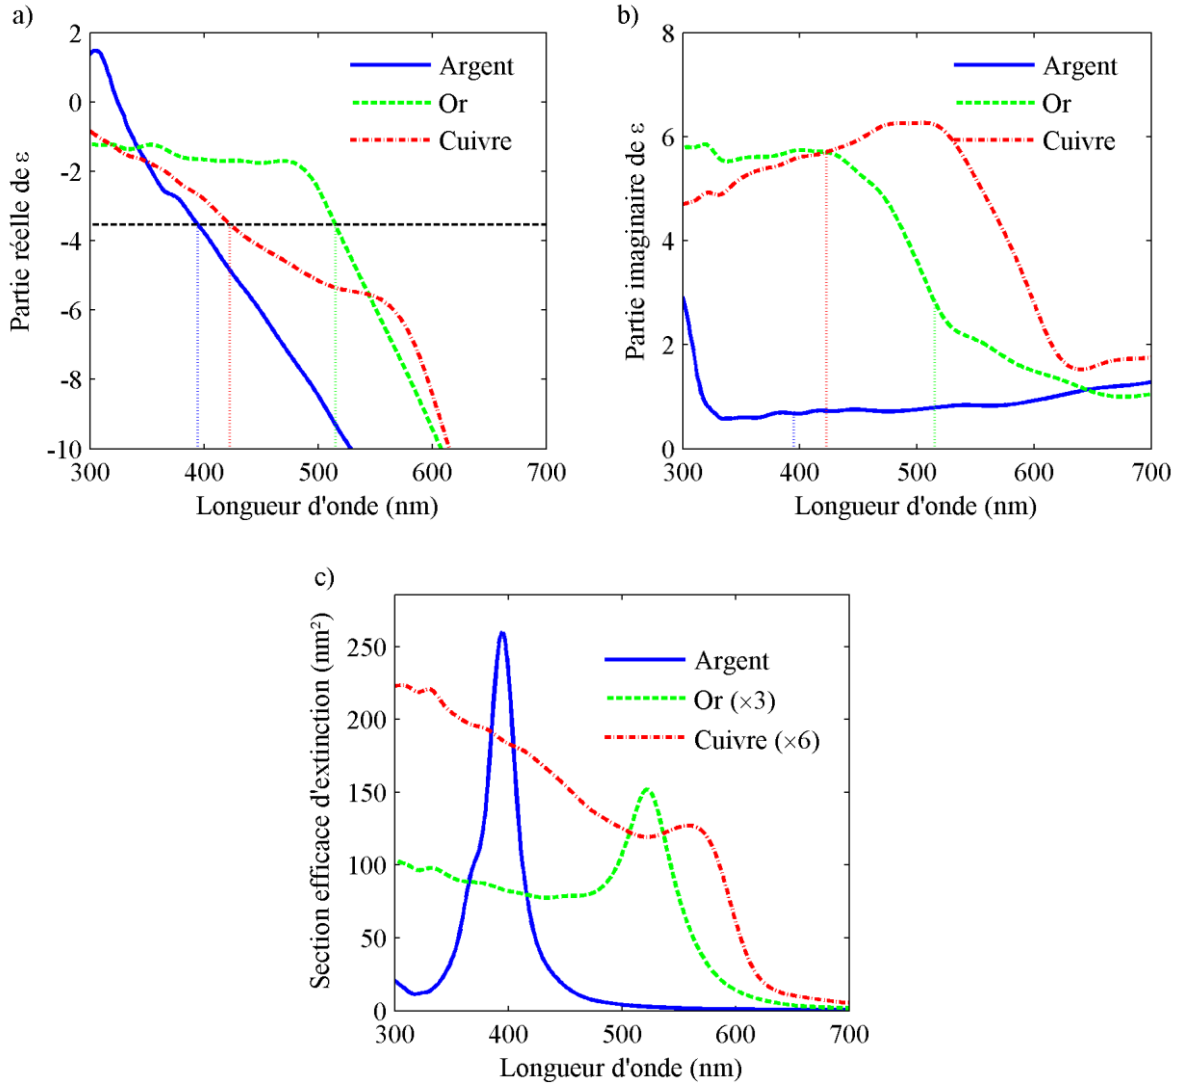 a)
Partie réelle de ε
2
0
-2
-4
-6
-8
-10
300
400
500
600
700
Longueur d'onde (nm)
Argent
Or
Cuivre
b)
Partie imaginaire de ε
8
6
4
2
0
300
400
500
600
700
Longueur d'onde (nm)
Argent
Or
Cuivre
c)
Section efficace d'extinction (nm²)
250
200
150
100
50
0
300
400
500
600
700
Longueur d'onde (nm)
Argent
Or (×3)
Cuivre (×6)